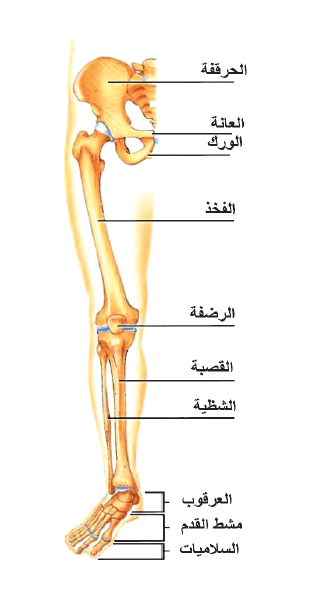 الحرقفة
العانة
الورك
الفخذ
الرضفة
القصبة
الشظية
العرقوب
مشط القدم
السلاميات